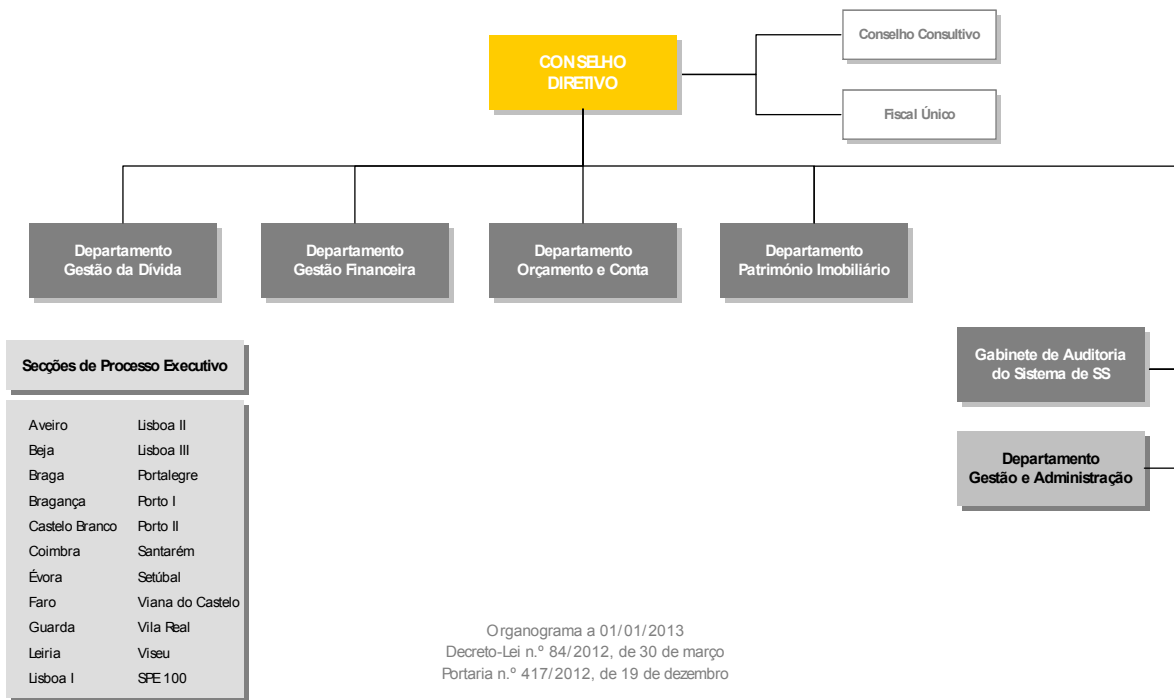 CONSELHO
DIRETIVO
Conselho Consultivo
Fiscal Único
Departamento
Gestão da Dívida
Departamento
Gestão Financeira
Departamento
Orçamento e Conta
Departamento
Património Imobiliário
Secções de Processo Executivo
Gabinete de Auditoria
do Sistema de SS
Departamento
Gestão e Administração
Aveiro Lisboa II
Beja Lisboa III
Braga Portalegre
Bragança Porto I
Castelo Branco Porto II
Coimbra Santarém
Évora Setúbal
Faro Viana do Castelo
Guarda Vila Real
Leiria Viseu
Lisboa I SPE 100
Organograma a 01/01/2013
Decreto-Lei n.º 84/2012, de 30 de março
Portaria n.º 417/2012, de 19 de dezembro